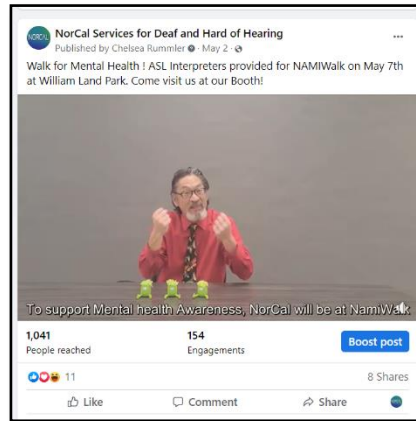 NORCAL
NorCal Services for Deaf and Hard of Hearing
Published by Chelsea Rummler · May 2 ·
Walk for Mental Health ! ASL Interpreters provided for NAMIWalk on May 7th
at William Land Park. Come visit us at our Booth!
To support Mental health Awareness, NorCal will be at NamiWalk
1,041
154
Boost post
People reached
Engagements
11
8 Shares
Like
Comment
Share